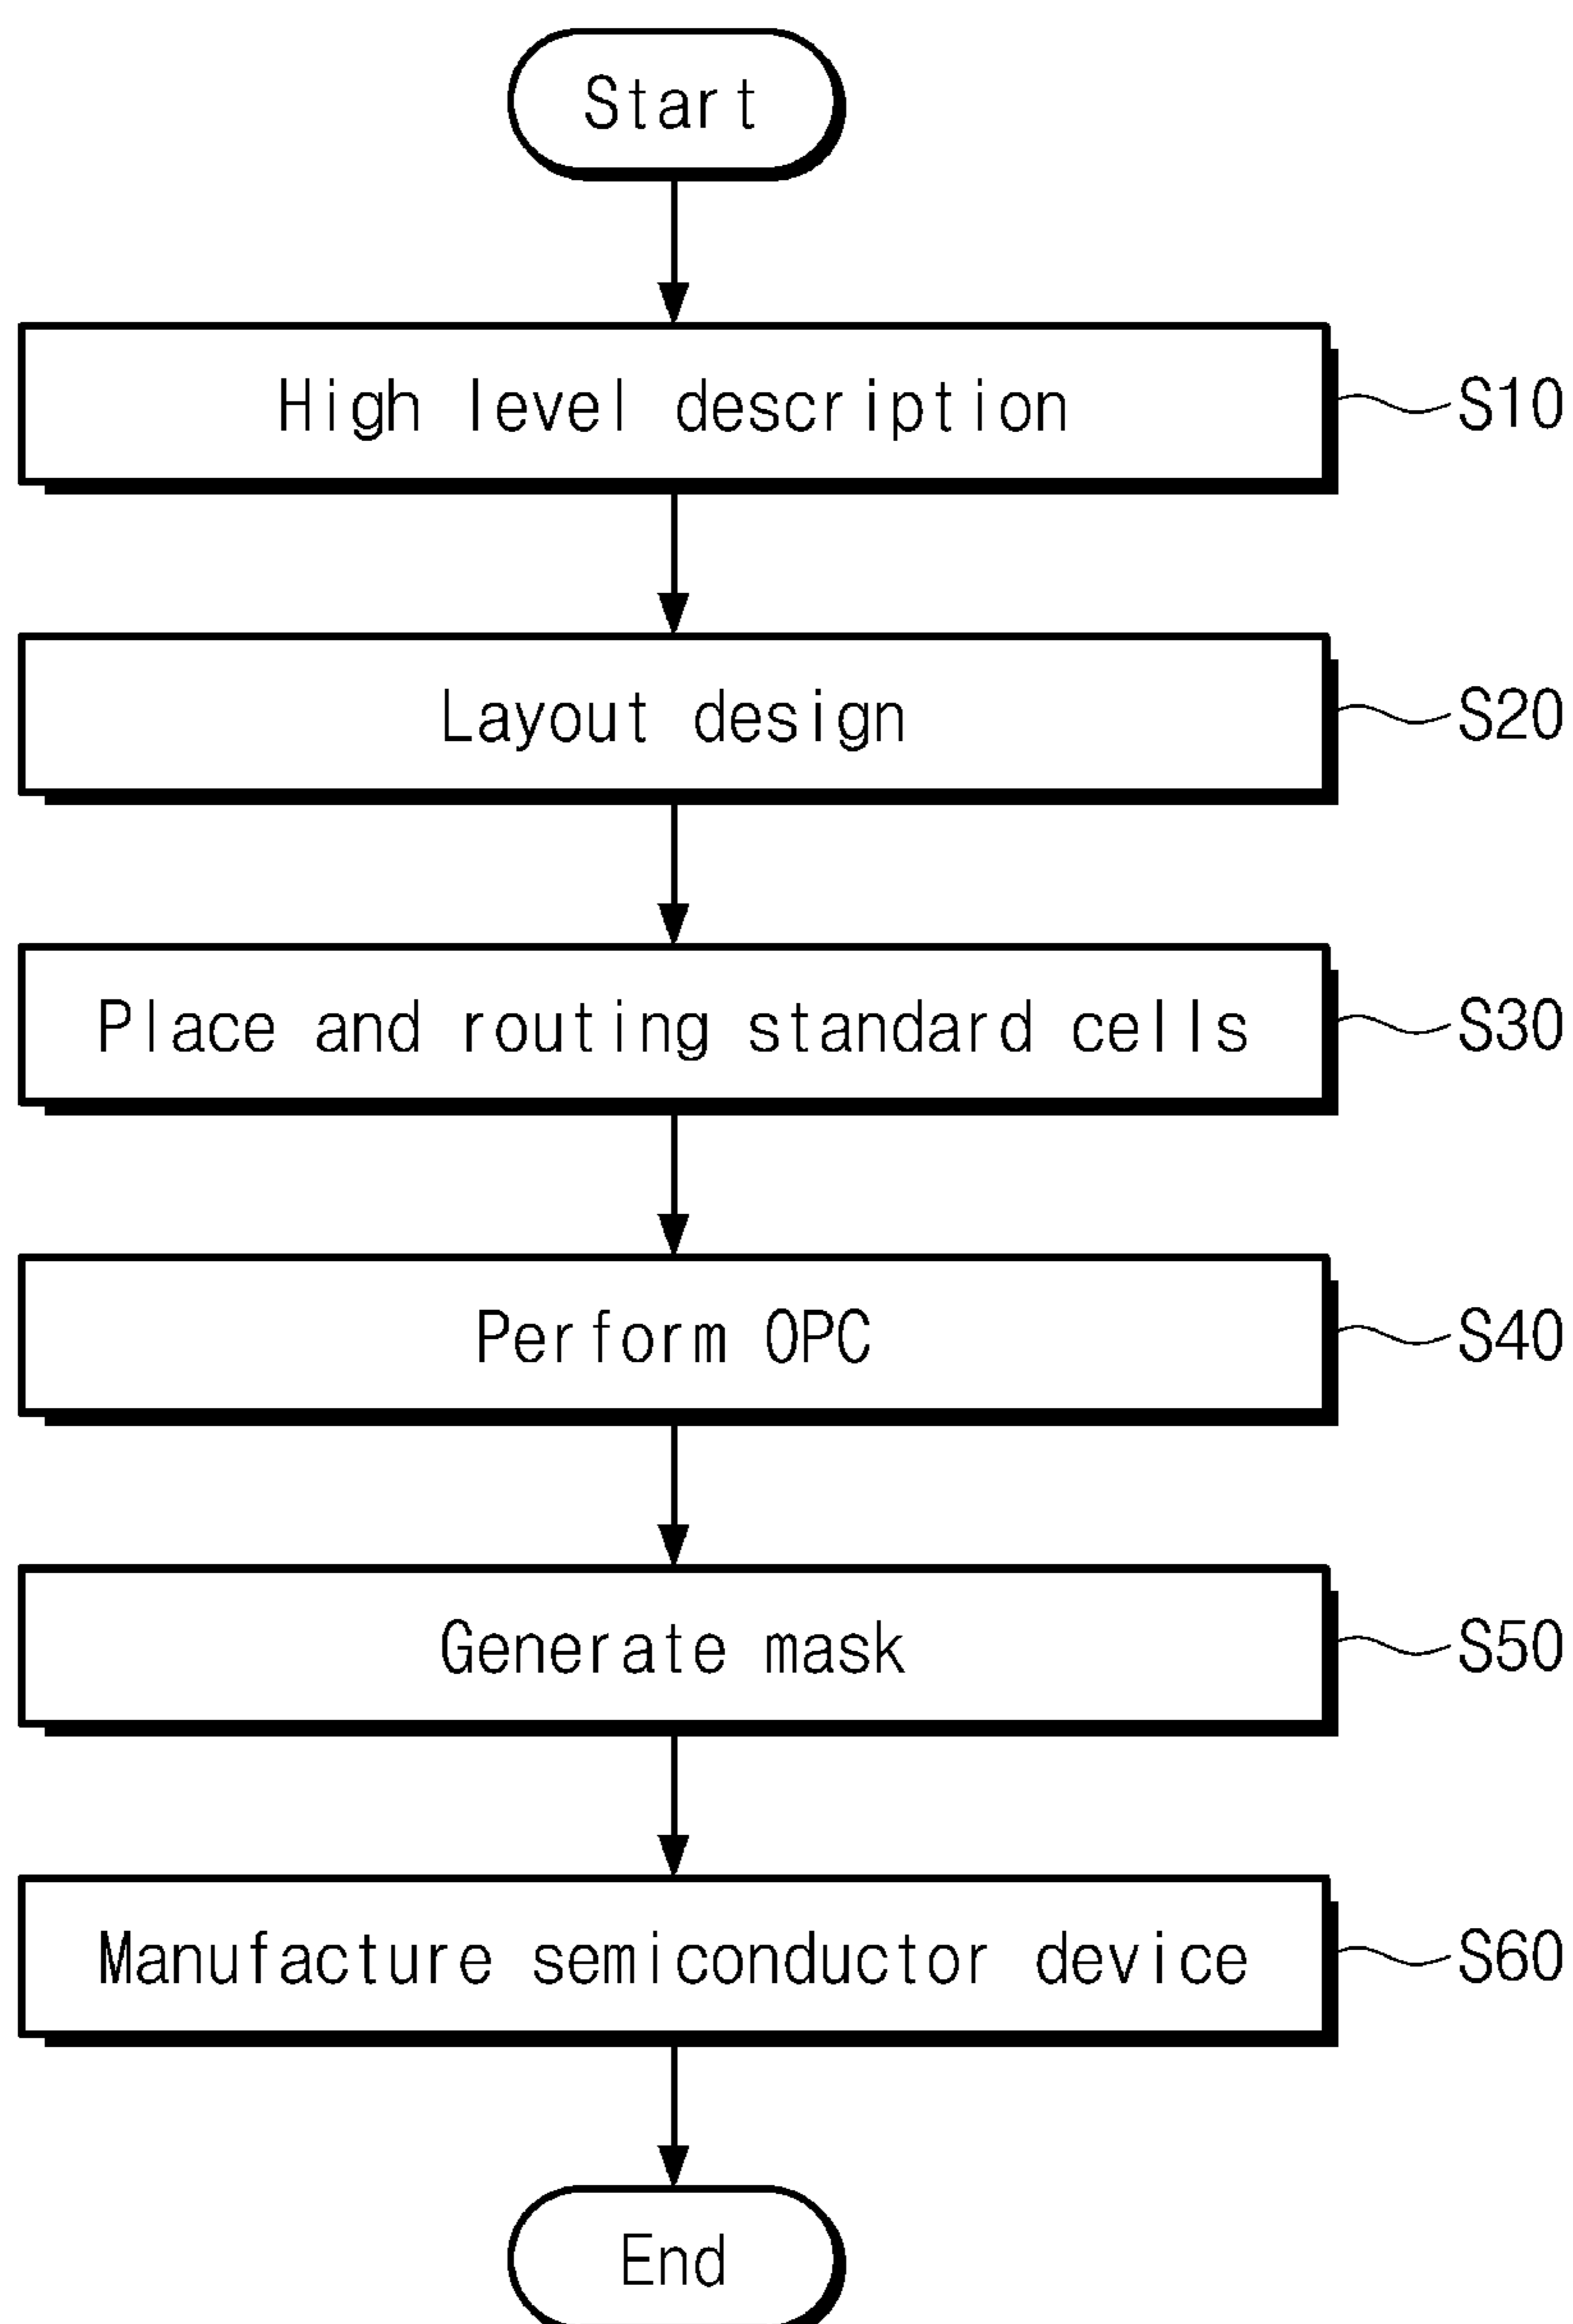 Start
High level description
S10
Layout design
S20
Place and routing standard cells
S30
Perform OPC
S40
Generate mask
S50
Manufacture semiconductor device
S60
End